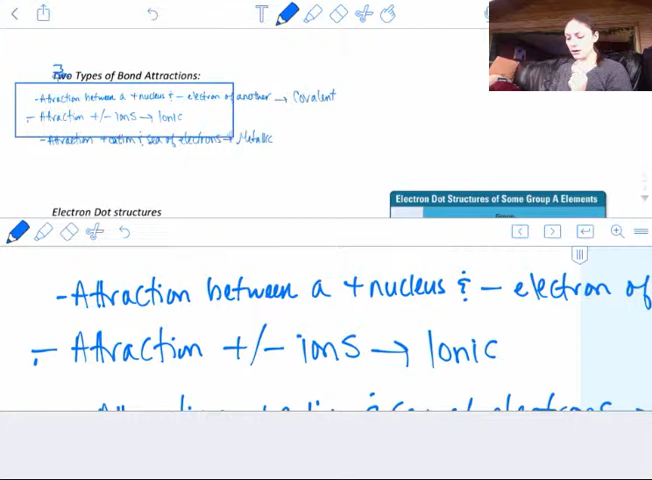 T
3
Two Types of Bond Attractions:
-Attraction between a +nucleus & - electron of another → Covalent
- Attraction +/- ions → Ionic
-Attraction +cation & sea of electrons → Metallic
Electron Dot structures
Electron Dot Structures of Some Group A Elements
Group
-Attraction between a +nucleus & - electron of
- Attraction +/- ions → Ionic